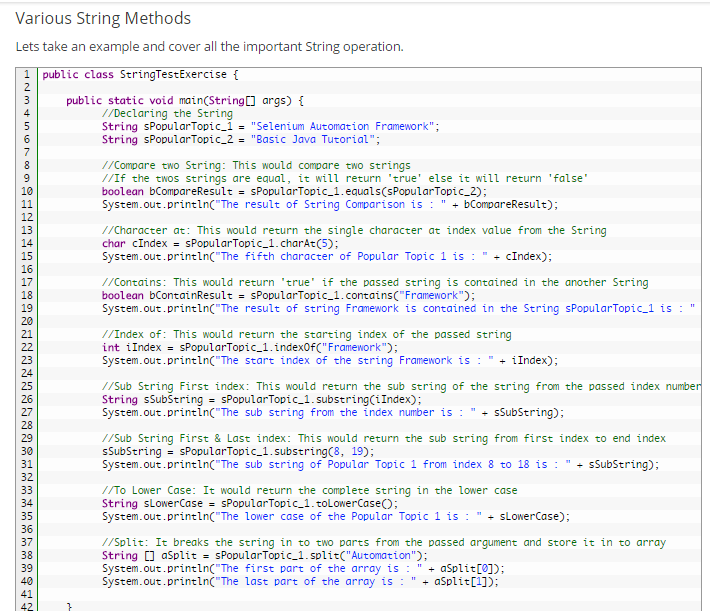 Various String Methods
Lets take an example and cover all the important String operation.
1 public class StringTestExercise {
2
3 public static void main(String[] args) {
4 //Declaring the String
5 String sPopularTopic_1 = "Selenium Automation Framework";
6 String sPopularTopic_2 = "Basic Java Tutorial";
7
8 //Compare two String: This would compare two strings
9 //If the twos strings are equal, it will return 'true' else it will return 'false'
10 boolean bCompareResult = sPopularTopic_1.equals(sPopularTopic_2);
11 System.out.println("The result of String Comparison is : " + bCompareResult);
12
13 //Character at: This would return the single character at index value from the String
14 char cIndex = sPopularTopic_1.charAt(5);
15 System.out.println("The fifth character of Popular Topic 1 is : " + cIndex);
16
17 //Contains: This would return 'true' if the passed string is contained in the another String
18 boolean bContainResult = sPopularTopic_1.contains("Framework");
19 System.out.println("The result of string Framework is contained in the String sPopularTopic_1 is : "
20
21 //Index of: This would return the starting index of the passed string
22 int iIndex = sPopularTopic_1.indexOf("Framework");
23 System.out.println("The start index of the string Framework is : " + iIndex);
24
25 //Sub String First index: This would return the sub string of the string from the passed index number
26 String sSubString = sPopularTopic_1.substring(iIndex);
27 System.out.println("The sub string from the index number is : " + sSubString);
28
29 //Sub String First & Last index: This would return the sub string from first index to end index
30 sSubString = sPopularTopic_1.substring(8, 19);
31 System.out.println("The sub string of Popular Topic 1 from index 8 to 18 is : " + sSubString);
32
33 //To Lower Case: It would return the complete string in the lower case
34 String sLowerCase = sPopularTopic_1.toLowerCase();
35 System.out.println("The lower case of the Popular Topic 1 is : " + sLowerCase);
36
37 //Split: It breaks the string in to two parts from the passed argument and store it in to array
38 String [] aSplit = sPopularTopic_1.split("Automation");
39 System.out.println("The first part of the array is : " + aSplit[0]);
40 System.out.println("The last part of the array is : " + aSplit[1]);
41
42 }